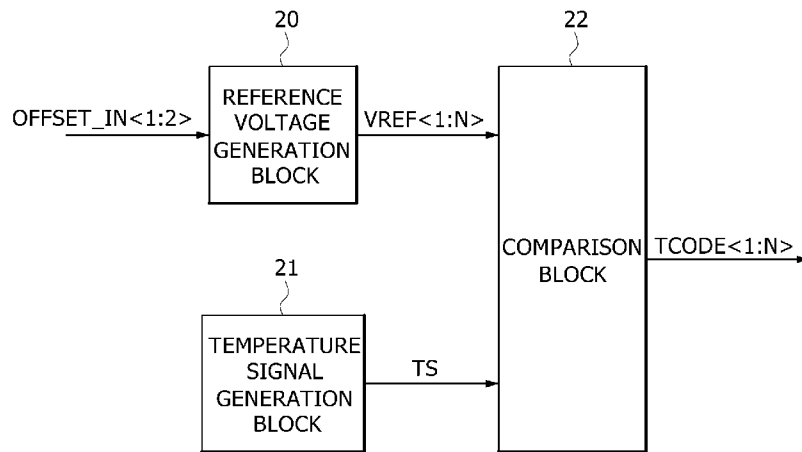 20
22
OFFSET_IN<1:2>
REFERENCE
VOLTAGE
GENERATION
BLOCK
VREF<1:N>
COMPARISON
BLOCK
TCODE<1:N>
21
TEMPERATURE
SIGNAL
GENERATION
BLOCK
TS